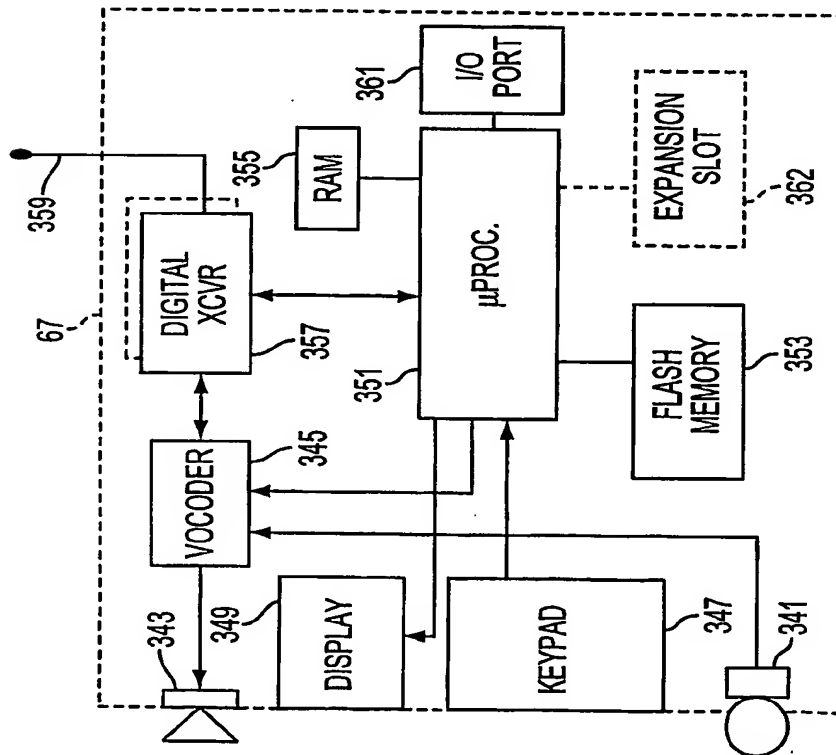 67
359
343
VOCODER
345
DIGITAL
XCVR
357
355
RAM
349
DISPLAY
351
µPROC.
361
I/O
PORT
KEYPAD
347
FLASH
MEMORY
353
EXPANSION
SLOT
362
341